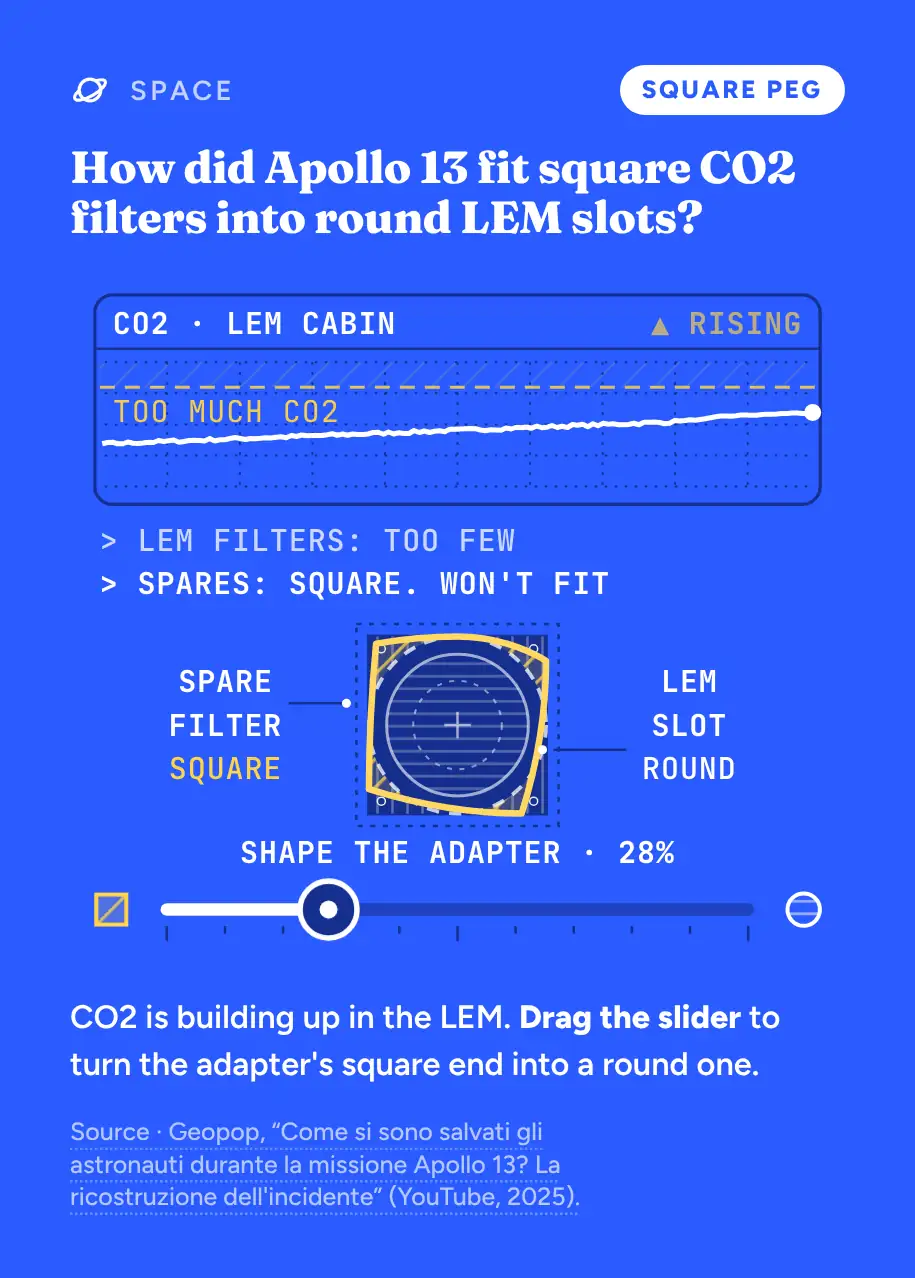 SPACE
SQUARE PEG
How did Apollo 13 fit square CO2
filters into round LEM slots?
CO2 · LEM CABIN
▲ RISING
TOO MUCH CO2
> LEM FILTERS: TOO FEW
> SPARES: SQUARE. WON'T FIT
SPARE
FILTER
SQUARE
LEM
SLOT
ROUND
SHAPE THE ADAPTER · 28%
CO2 is building up in the LEM. Drag the slider to
turn the adapter's square end into a round one.
Source · Geopop, “Come si sono salvati gli
astronauti durante la missione Apollo 13? La
ricostruzione dell'incidente” (YouTube, 2025).